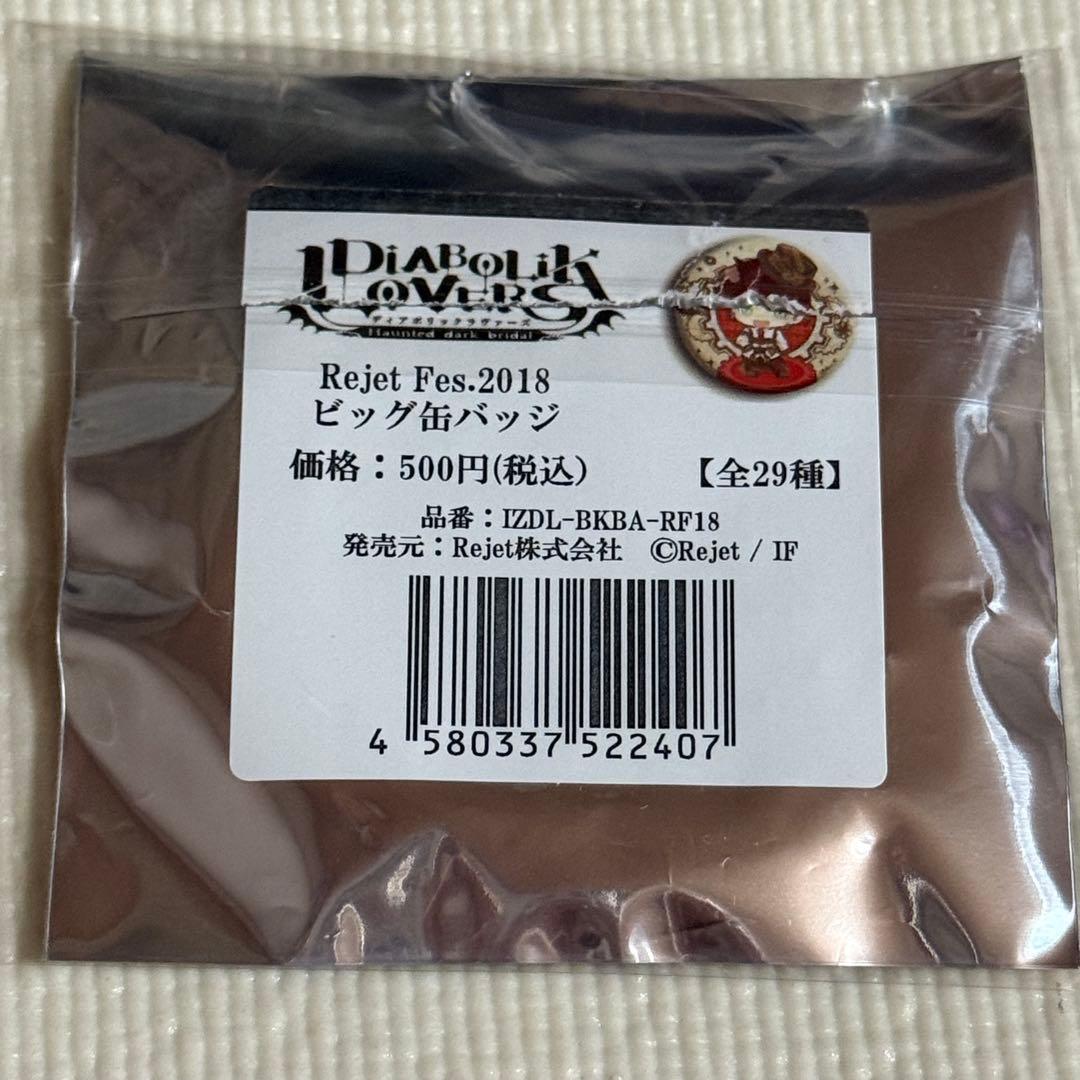 DIABOLIK
LOVERS
ディアボリックラヴァーズ
Haunted dark bridal
Rejet Fes.2018
ビッグ缶バッジ
価格：500円(税込)
【全29種】
品番：IZDL-BKBA-RF18
発売元：Rejet株式会社 ©Rejet / IF
4 580337 522407